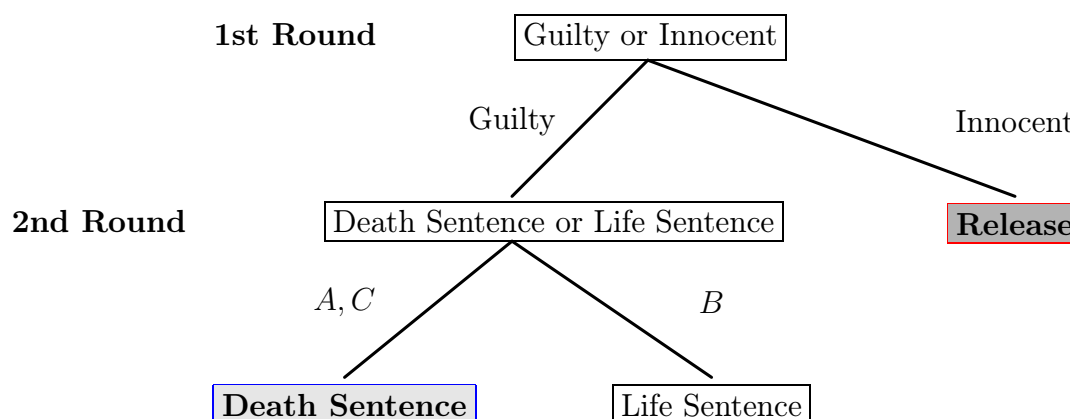 1st Round
Guilty or Innocent
Guilty
Innocent
2nd Round
Death Sentence or Life Sentence
Release
A, C
B
Death Sentence
Life Sentence